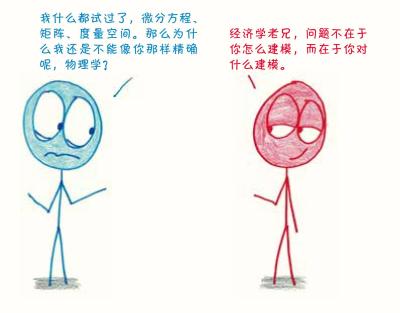 我什么都试过了，微分方程、
矩阵、度量空间。那么为什
么我还是不能像你那样精确
呢，物理学？
经济学老兄，问题不在于
你怎么建模，而在于你对
什么建模。